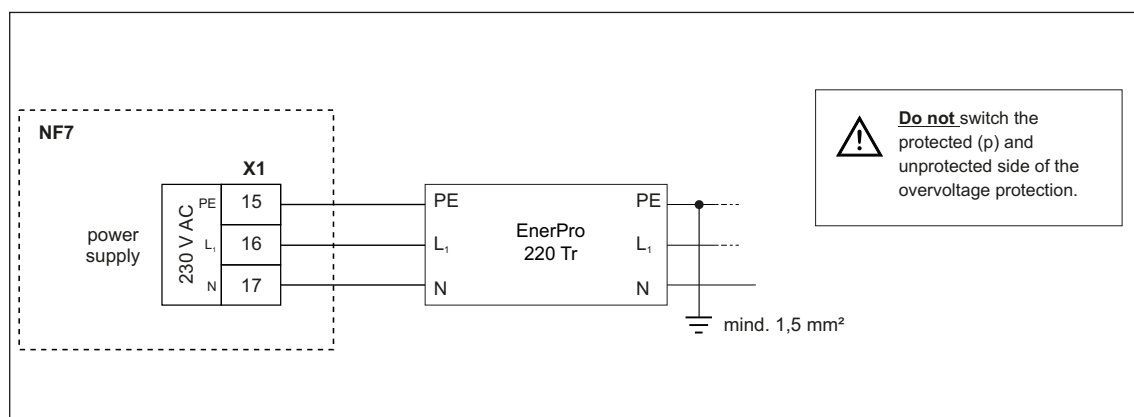 NF7
X1
power
supply
230 V AC
PE 15
L1 16
N 17
PE
L1
N
EnerPro
220 Tr
PE
L1
N
mind. 1,5 mm²
Do not switch the
protected (p) and
unprotected side of the
overvoltage protection.